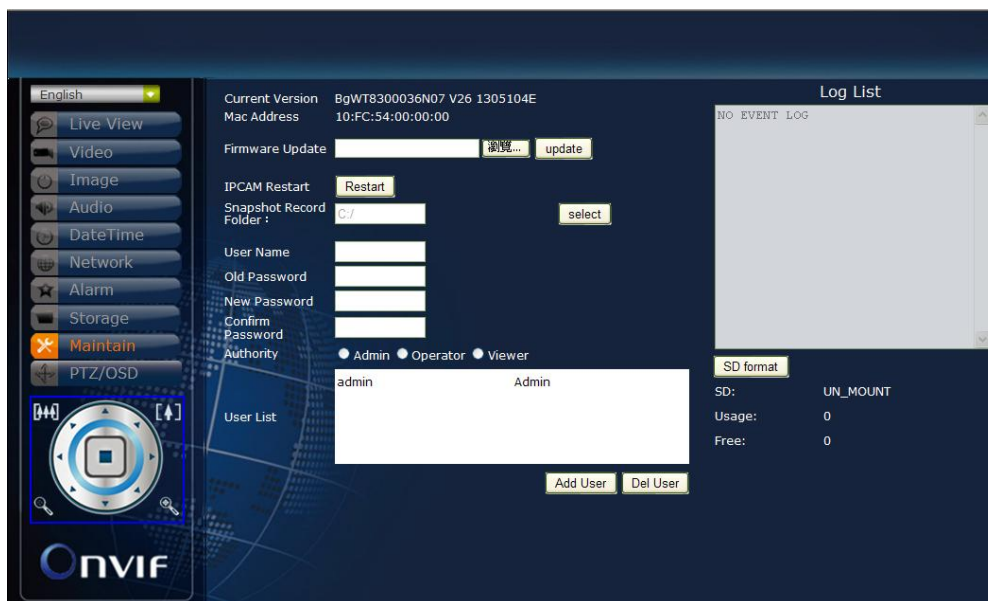 English
Live View
Video
Image
Audio
DateTime
Network
Alarm
Storage
Maintain
PTZ/OSD
Onvif
Current Version BgWT8300036N07 V26 1305104E
Mac Address 10:FC:54:00:00:00
Firmware Update 瀏覽... update
IPCAM Restart Restart
Snapshot Record
Folder： C:/ select
User Name
Old Password
New Password
Confirm
Password
Authority Admin Operator Viewer
User List
admin Admin
Add User Del User
Log List
NO EVENT LOG
SD format
SD: UN_MOUNT
Usage: 0
Free: 0